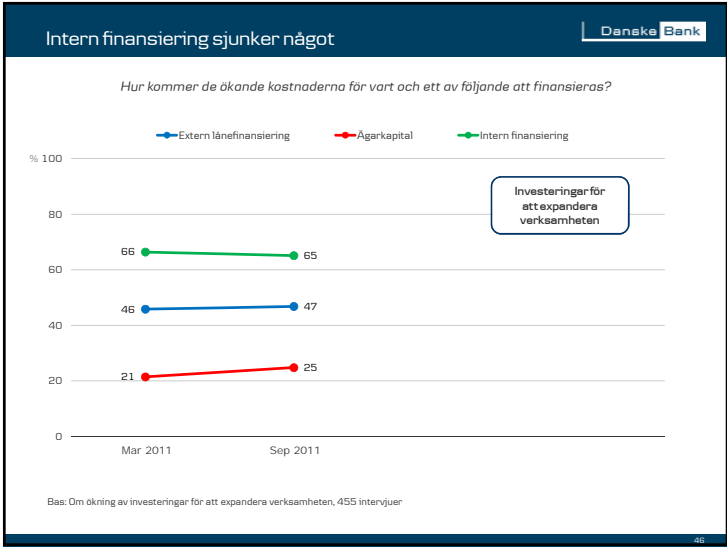 Intern finansiering sjunker något
Danske Bank
Hur kommer de ökande kostnaderna för vart och ett av följande att finansieras?
Extern lånefinansiering Ägarkapital Intern finansiering
% 100
Investeringar för
att expandera
verksamheten
80
66 65
60
46 47
40
21 25
20
0
Mar 2011 Sep 2011
Bas: Om ökning av investeringar för att expandera verksamheten, 455 intervjuer
46